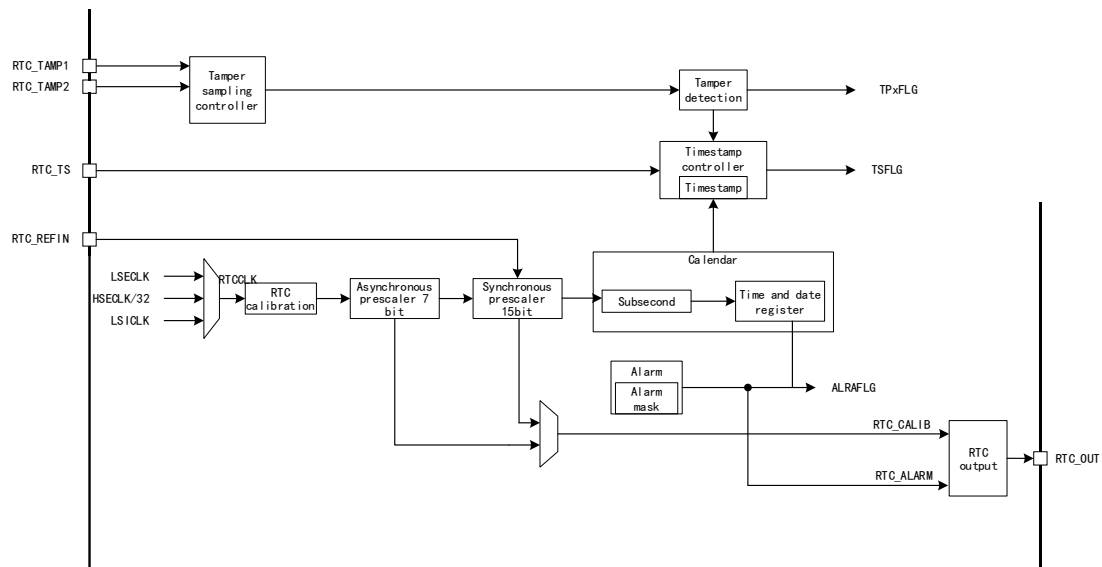 RTC_TAMP1
RTC_TAMP2
Tamper
sampling
controller
Tamper
detection
TPxFLG
RTC_TS
Timestamp
controller
Timestamp
TSFLG
RTC_REFIN
LSECLK
HSECLK/32
LSICLK
RTCCLK
RTC
calibration
Asynchronous
prescaler 7
bit
Synchronous
prescaler
15bit
Calendar
Subsecond
Time and date
register
Alarm
Alarm
mask
ALRAFLG
RTC_CALIB
RTC_ALARM
RTC
output
RTC_OUT